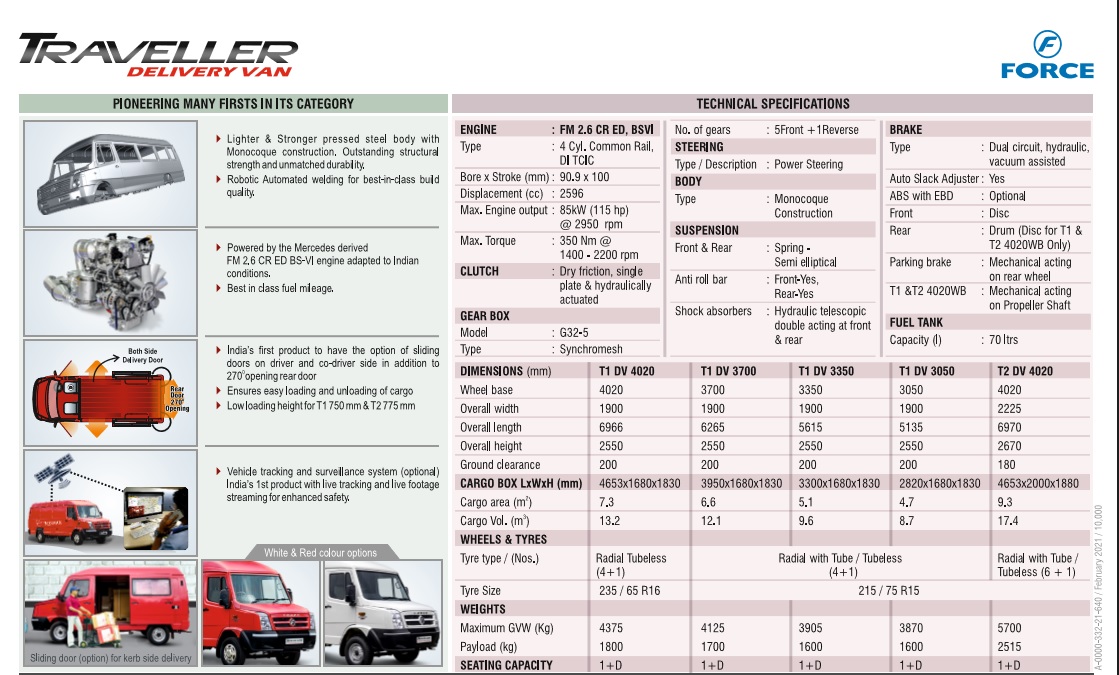 TRAVELLER
DELIVERY VAN
FORCE
PIONEERING MANY FIRSTS IN ITS CATEGORY
Lighter & Stronger pressed steel body with
Monocoque construction. Outstanding structural
strength and unmatched durability.
Robotic Automated welding for best-in-class build
quality.
Powered by the Mercedes derived
FM 2,6 CR ED BS-VI engine adapted to Indian
conditions.
Best in class fuel mileage.
Both Side
Delivery Door
Rear
Door
270°
Opening
India's first product to have the option of sliding
doors on driver and co-driver side in addition to
270°opening rear door
Ensures easy loading and unloading of cargo
Low loading height for T1 750 mm & T2 775 mm
Vehicle tracking and surveillance system (optional)
India's 1st product with live tracking and live footage
streaming for enhanced safety.
White & Red colour options
Sliding door (option) for kerb side delivery
TECHNICAL SPECIFICATIONS
ENGINE : FM 2.6 CR ED, BSVI
Type : 4 Cyl. Common Rail,
DI TCIC
Bore x Stroke (mm) : 90.9 x 100
Displacement (cc) : 2596
Max. Engine output : 85kW (115 hp)
@ 2950 rpm
Max. Torque : 350 Nm @
1400 - 2200 rpm
CLUTCH : Dry friction, single
plate & hydraulically
actuated
GEAR BOX
Model : G32-5
Type : Synchromesh
No. of gears : 5Front +1Reverse
STEERING
Type / Description : Power Steering
BODY
Type : Monocoque
Construction
SUSPENSION
Front & Rear : Spring -
Semi elliptical
Anti roll bar : Front-Yes,
Rear-Yes
Shock absorbers : Hydraulic telescopic
double acting at front
& rear
BRAKE
Type : Dual circuit, hydraulic,
vacuum assisted
Auto Slack Adjuster : Yes
ABS with EBD : Optional
Front : Disc
Rear : Drum (Disc for T1 &
T2 4020WB Only)
Parking brake : Mechanical acting
on rear wheel
T1 &T2 4020WB : Mechanical acting
on Propeller Shaft
FUEL TANK
Capacity (l) : 70 ltrs
DIMENSIONS (mm) T1 DV 4020 T1 DV 3700 T1 DV 3350 T1 DV 3050 T2 DV 4020
Wheel base 4020 3700 3350 3050 4020
Overall width 1900 1900 1900 1900 2225
Overall length 6966 6265 5615 5135 6970
Overall height 2550 2550 2550 2550 2670
Ground clearance 200 200 200 200 180
CARGO BOX LxWxH (mm) 4653x1680x1830 3950x1680x1830 3300x1680x1830 2820x1680x1830 4653x2000x1880
Cargo area (m²) 7.3 6.6 5.1 4.7 9.3
Cargo Vol. (m³) 13.2 12.1 9.6 8.7 17.4
WHEELS & TYRES
Tyre type / (Nos.) Radial Tubeless Radial with Tube / Tubeless Radial with Tube /
(4+1) (4+1) Tubeless (6 + 1)
Tyre Size 235 / 65 R16 215 / 75 R15
WEIGHTS
Maximum GVW (Kg) 4375 4125 3905 3870 5700
Payload (kg) 1800 1700 1600 1600 2515
SEATING CAPACITY 1+D 1+D 1+D 1+D 1+D
A-0000-832-21-640 / February 2021 / 10,000